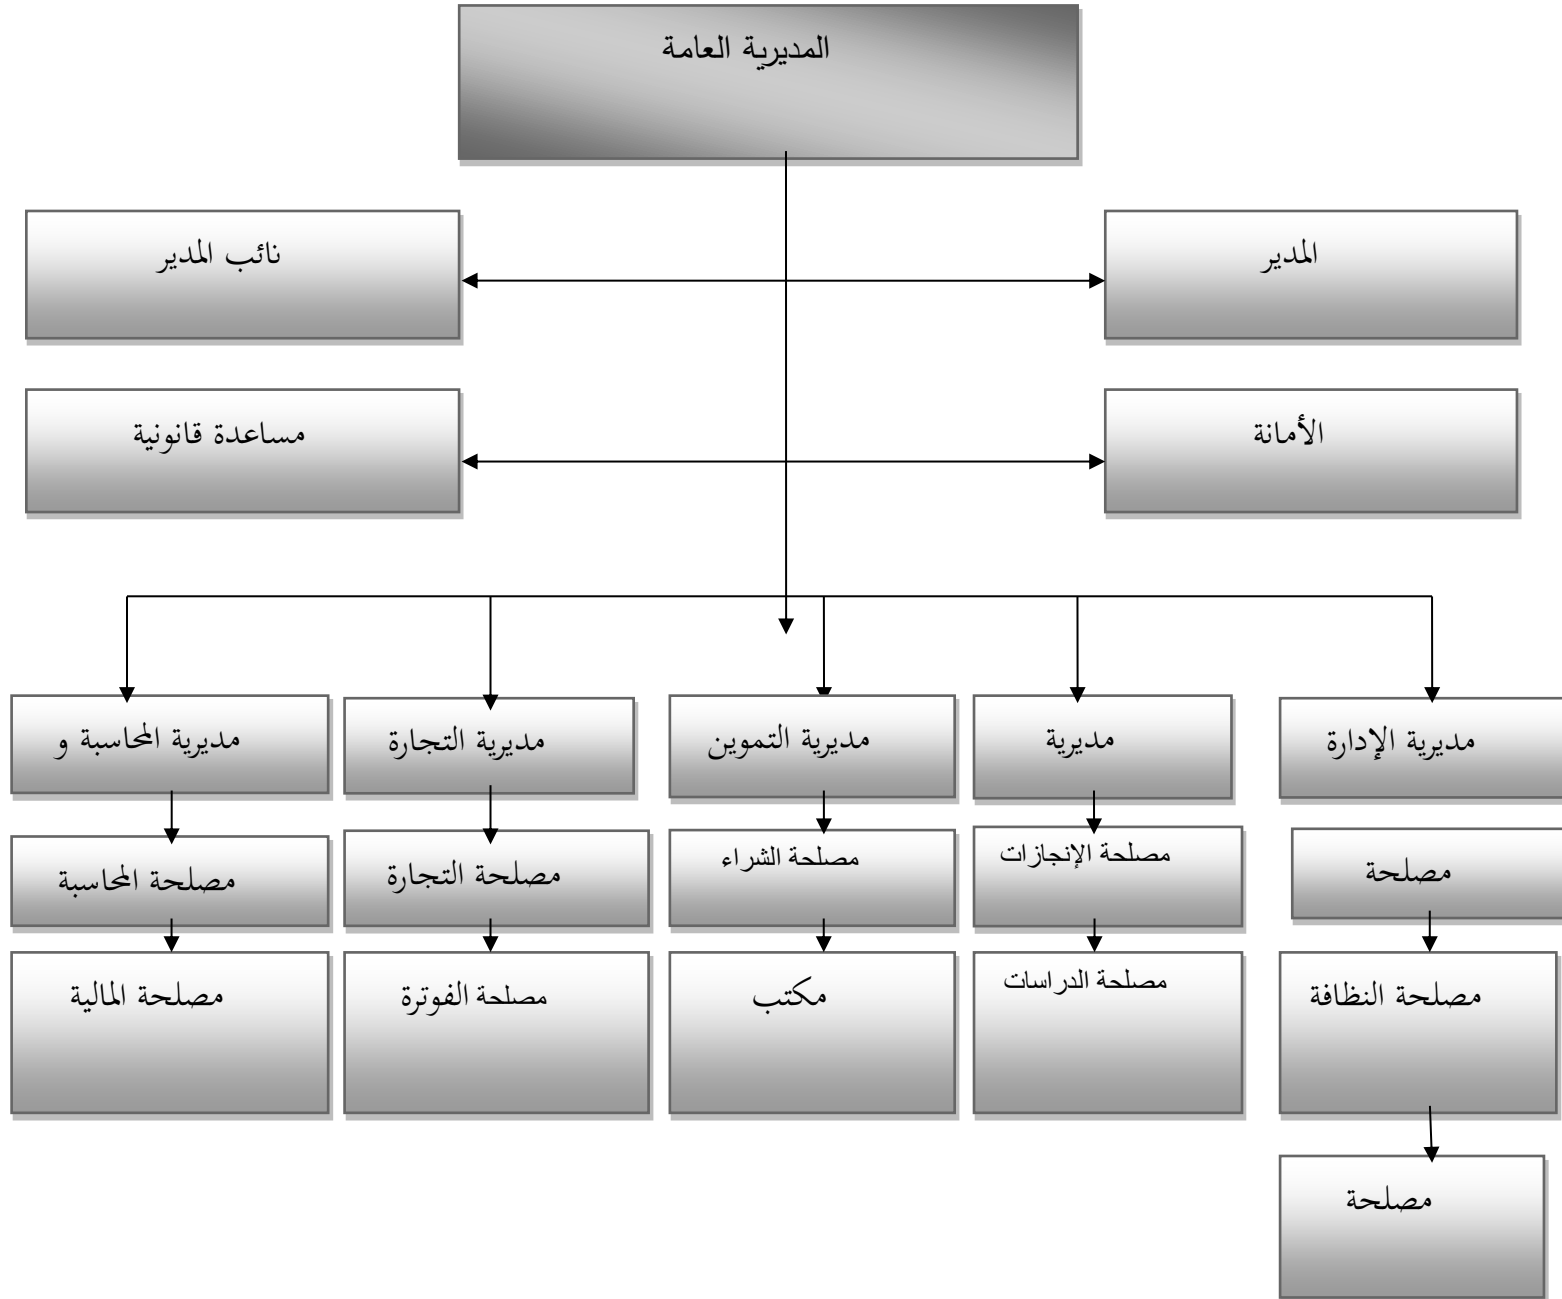 المديرية العامة
المدير
نائب المدير
الأمانة
مساعدة قانونية
مديرية الإدارة
مديرية
مديرية التموين
مديرية التجارة
مديرية المحاسبة و
مصلحة
مصلحة الإنجازات
مصلحة الشراء
مصلحة التجارة
مصلحة المحاسبة
مصلحة النظافة
مصلحة الدراسات
مكتب
مصلحة الفوترة
مصلحة المالية
مصلحة